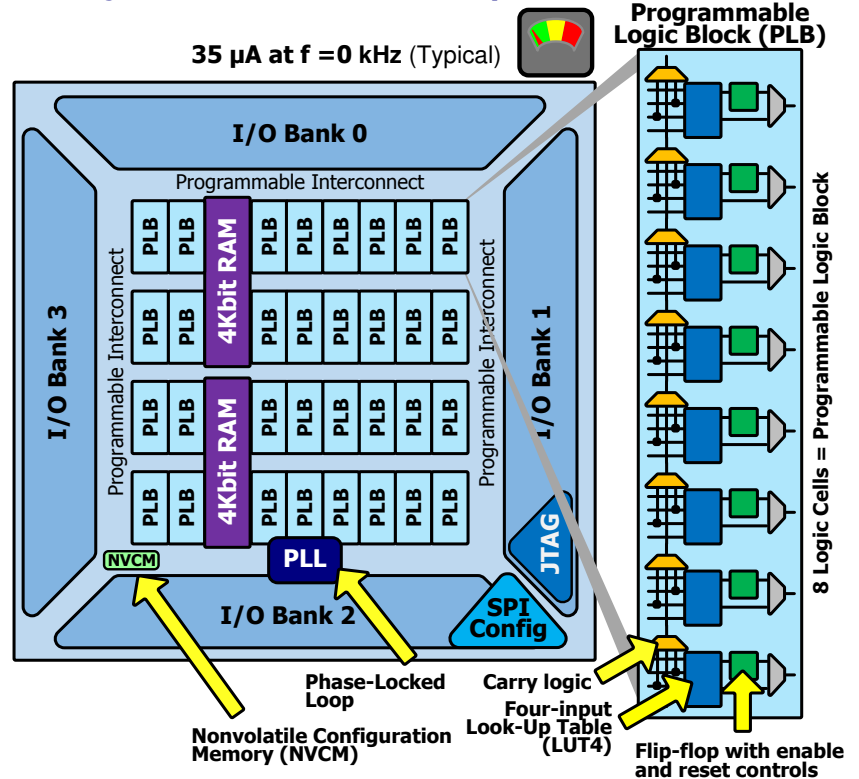 Programmable
Logic Block (PLB)
35 µA at f =0 kHz (Typical)
I/O Bank 0
Programmable Interconnect
I/O Bank 3
Programmable Interconnect
PLB PLB 4Kbit RAM PLB PLB PLB PLB PLB PLB
PLB PLB PLB PLB PLB PLB PLB PLB
PLB PLB 4Kbit RAM PLB PLB PLB PLB PLB PLB
PLB PLB PLB PLB PLB PLB PLB PLB
Programmable Interconnect
I/O Bank 1
8 Logic Cells = Programmable Logic Block
NVCM
PLL
JTAG
I/O Bank 2
SPI
Config
Phase-Locked
Loop
Carry logic
Four-input
Look-Up Table
(LUT4)
Nonvolatile Configuration
Memory (NVCM)
Flip-flop with enable
and reset controls